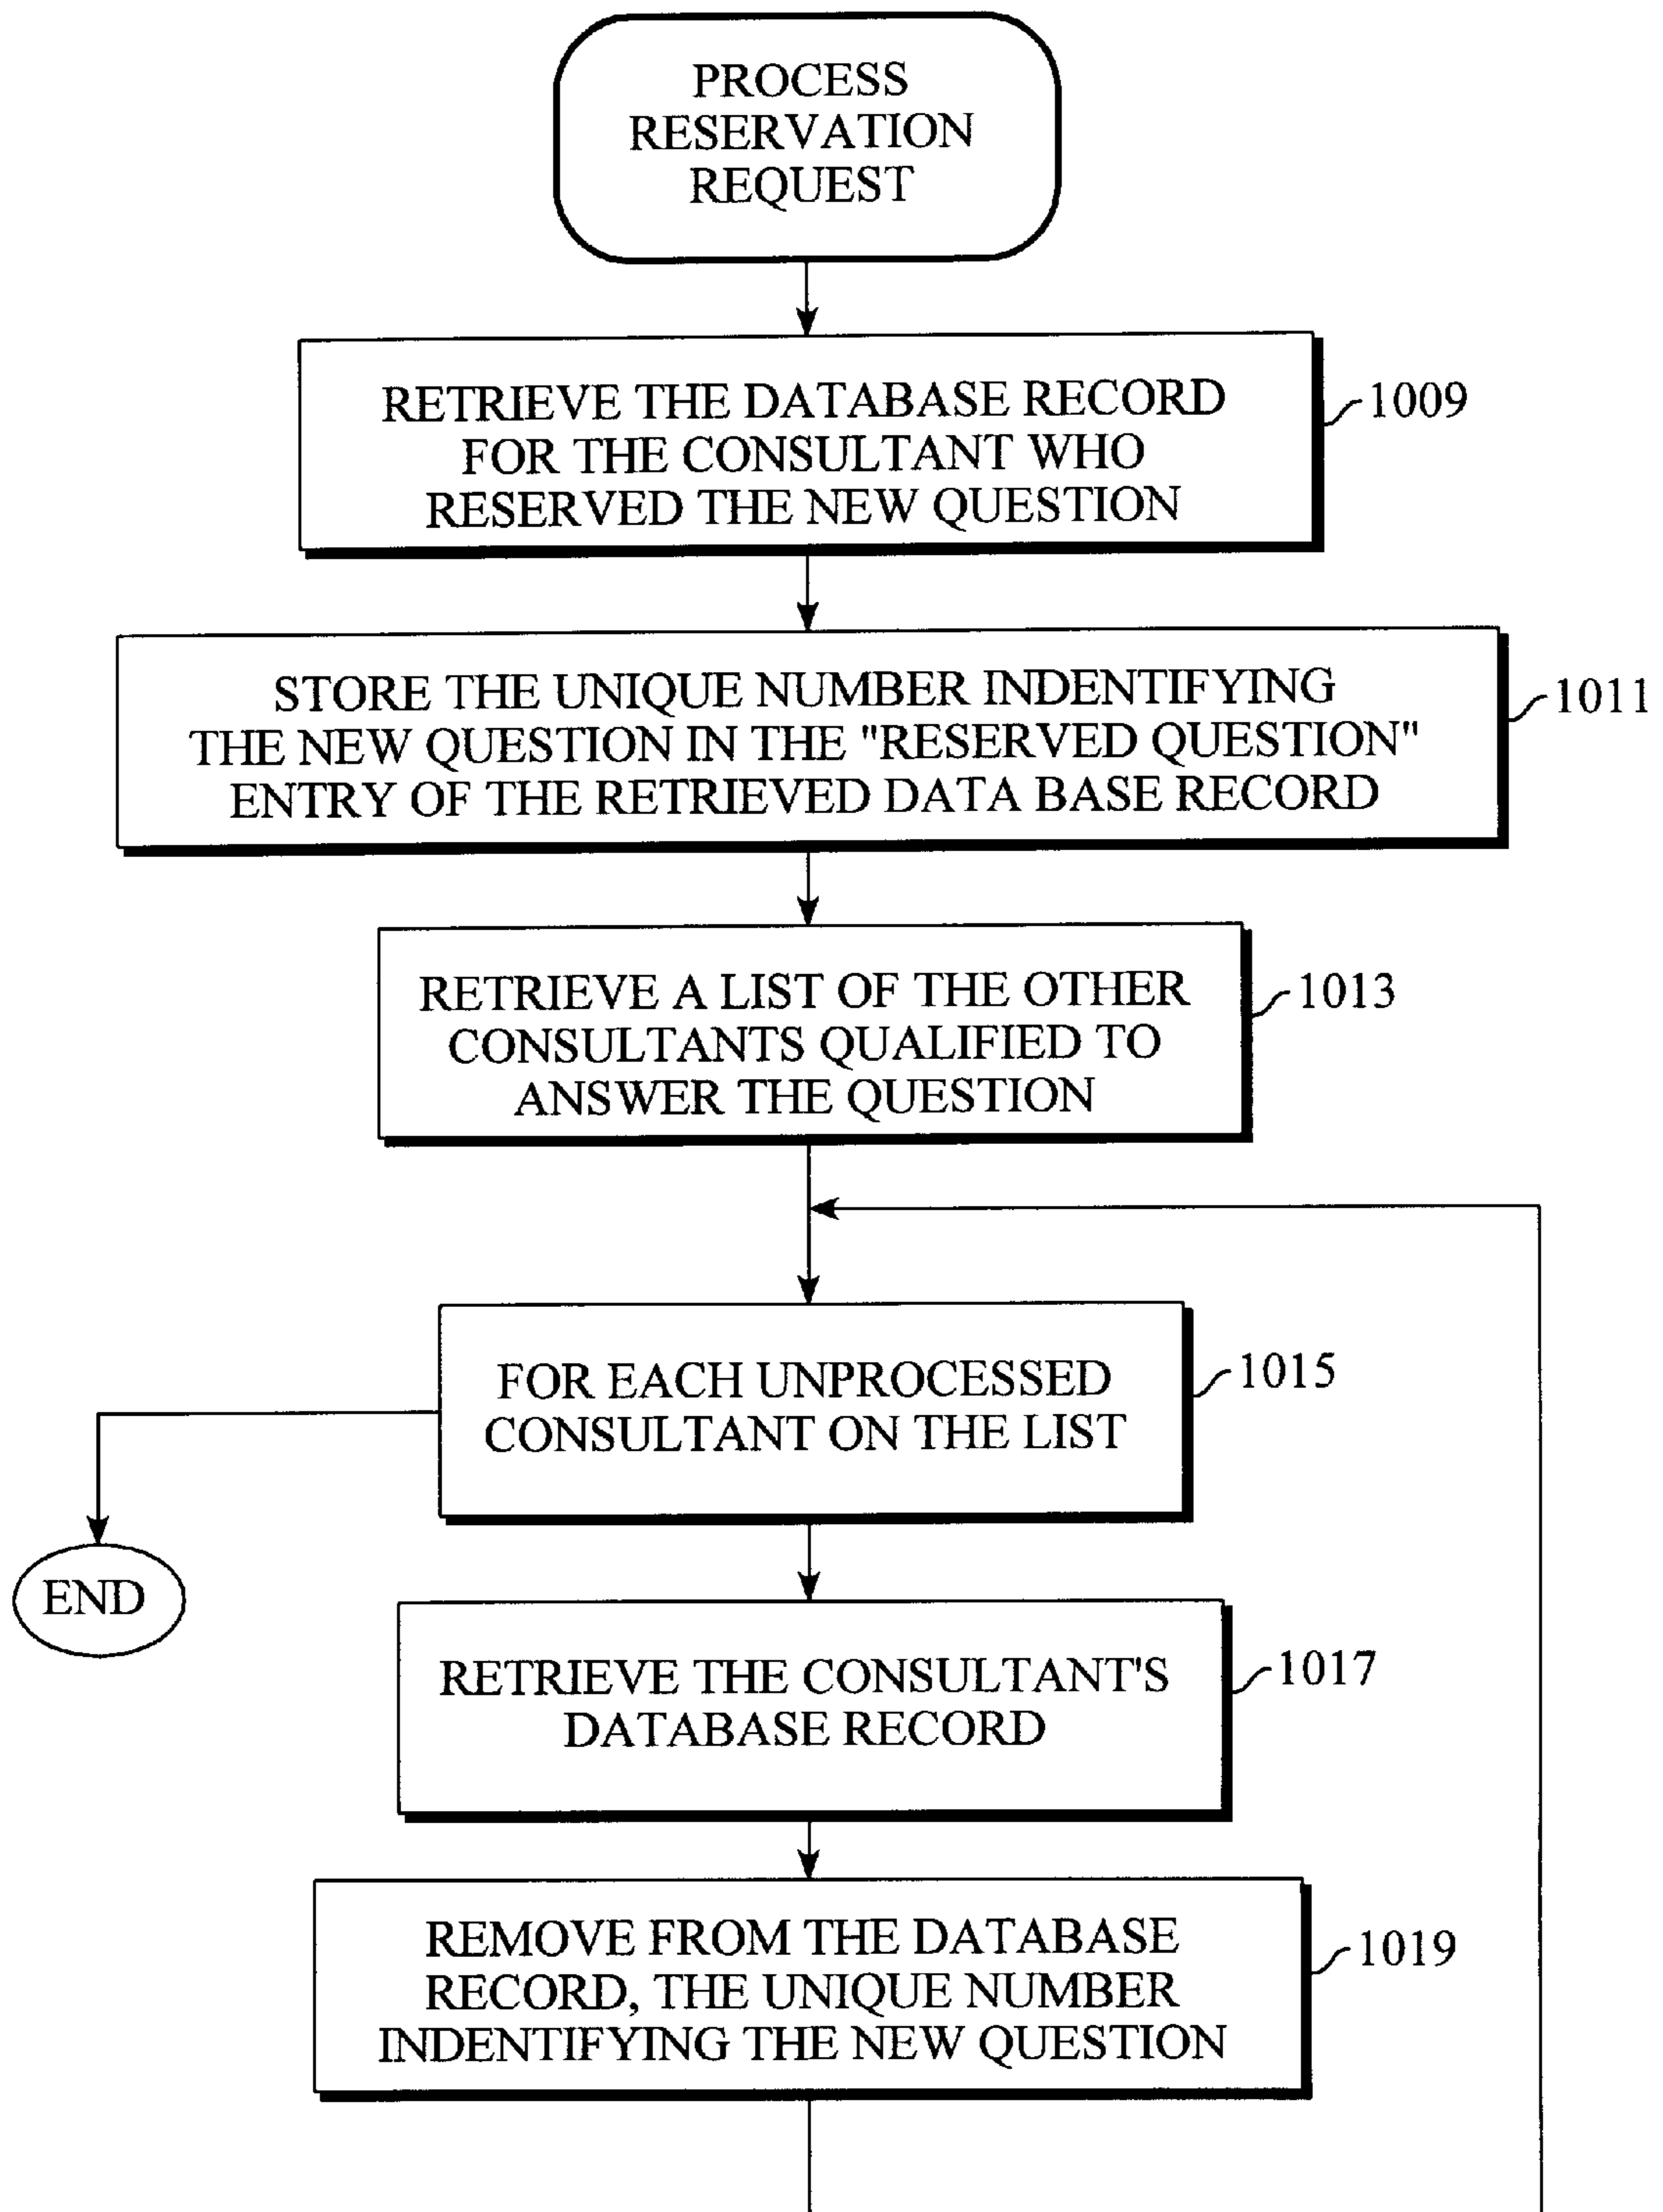 PROCESS
RESERVATION
REQUEST
RETRIEVE THE DATABASE RECORD
FOR THE CONSULTANT WHO
RESERVED THE NEW QUESTION
1009
STORE THE UNIQUE NUMBER INDENTIFYING
THE NEW QUESTION IN THE "RESERVED QUESTION"
ENTRY OF THE RETRIEVED DATA BASE RECORD
1011
RETRIEVE A LIST OF THE OTHER
CONSULTANTS QUALIFIED TO
ANSWER THE QUESTION
1013
FOR EACH UNPROCESSED
CONSULTANT ON THE LIST
1015
END
RETRIEVE THE CONSULTANT'S
DATABASE RECORD
1017
REMOVE FROM THE DATABASE
RECORD, THE UNIQUE NUMBER
INDENTIFYING THE NEW QUESTION
1019